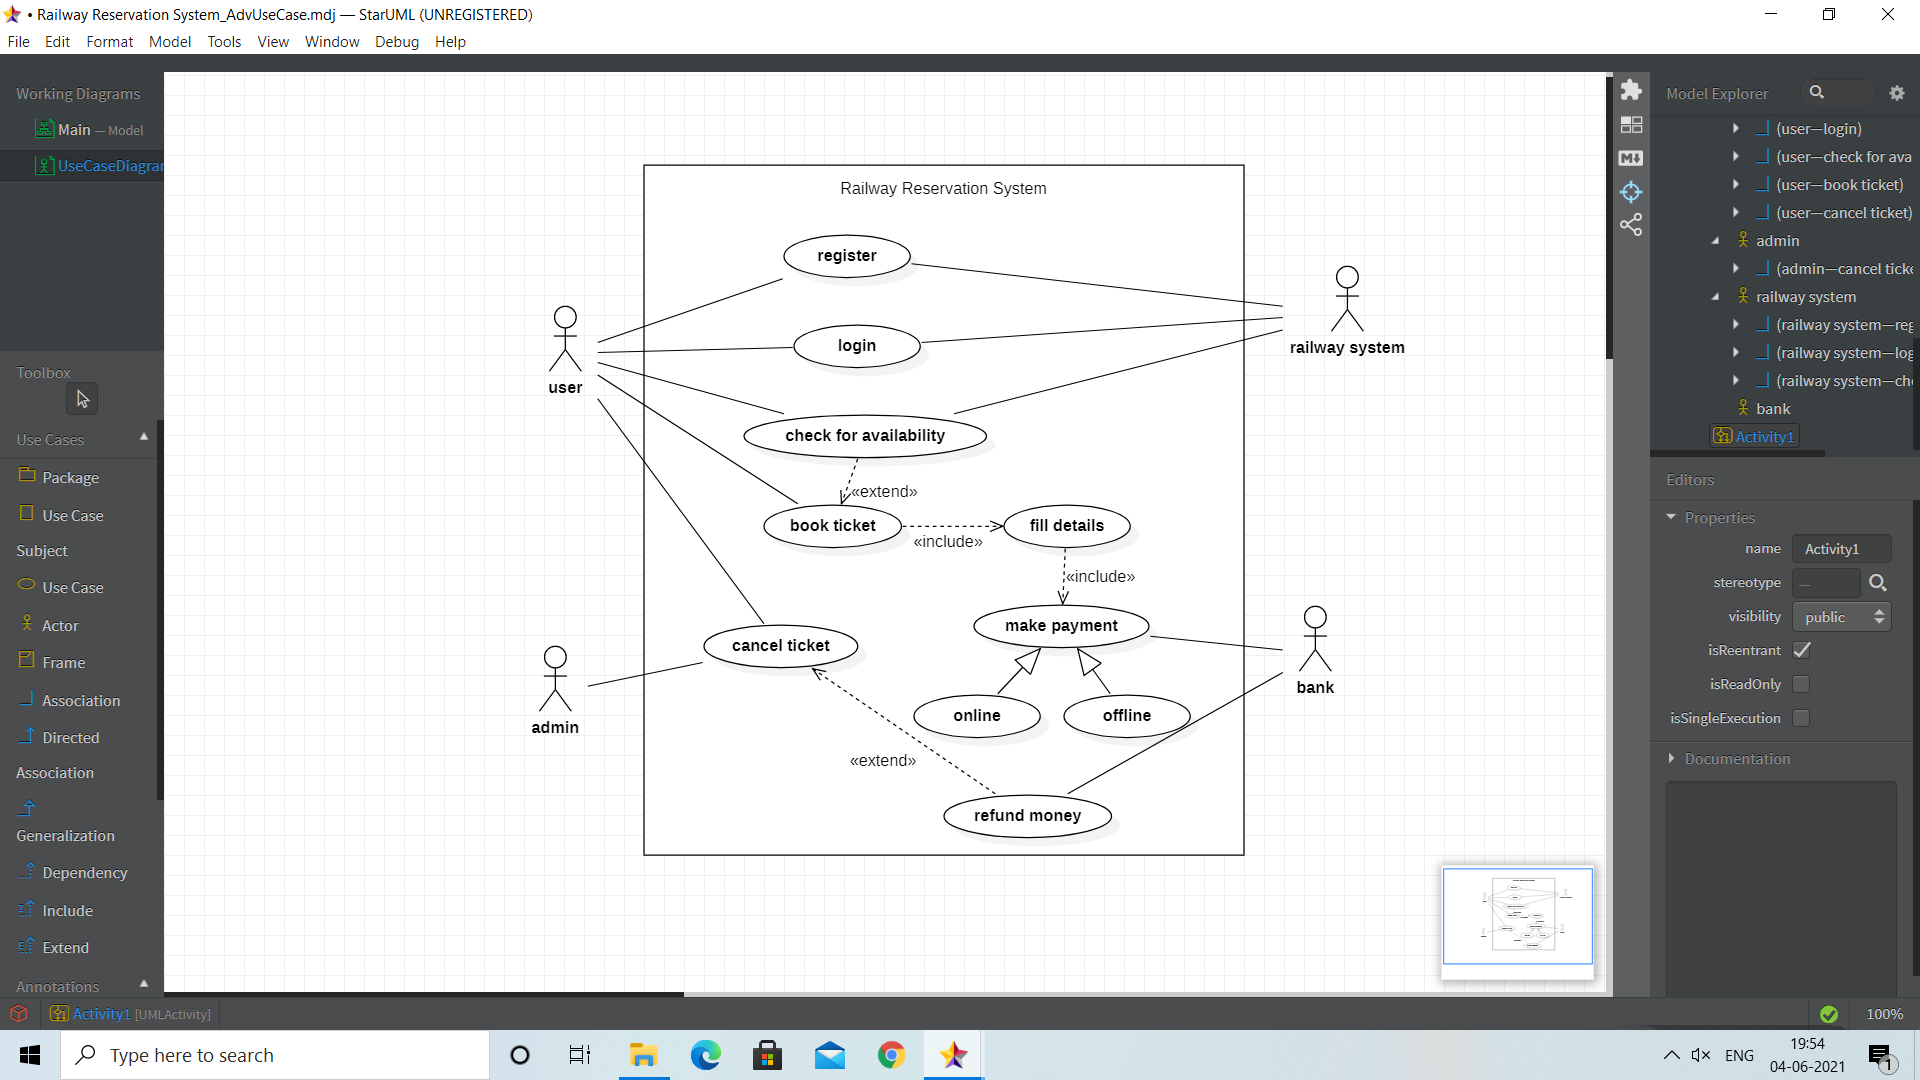 • Railway Reservation System_AdvUseCase.mdj — StarUML (UNREGISTERED)
File Edit Format Model Tools View Window Debug Help
Working Diagrams
Main — Model
UseCaseDiagrar
Toolbox
Use Cases
Package
Use Case
Subject
Use Case
Actor
Frame
Association
Directed
Association
Generalization
Dependency
Include
Extend
Annotations
Railway Reservation System
register
login
check for availability
«extend»
book ticket
«include»
fill details
«include»
make payment
cancel ticket
online
offline
«extend»
refund money
user
admin
railway system
bank
Model Explorer
(user—login)
(user—check for ava
(user—book ticket)
(user—cancel ticket)
admin
(admin—cancel ticke
railway system
(railway system—reg
(railway system—log
(railway system—che
bank
Activity1
Editors
Properties
name Activity1
stereotype —
visibility public
isReentrant
isReadOnly
isSingleExecution
Documentation
Activity1 [UMLActivity]
100%
Type here to search
ENG
19:54
04-06-2021
1